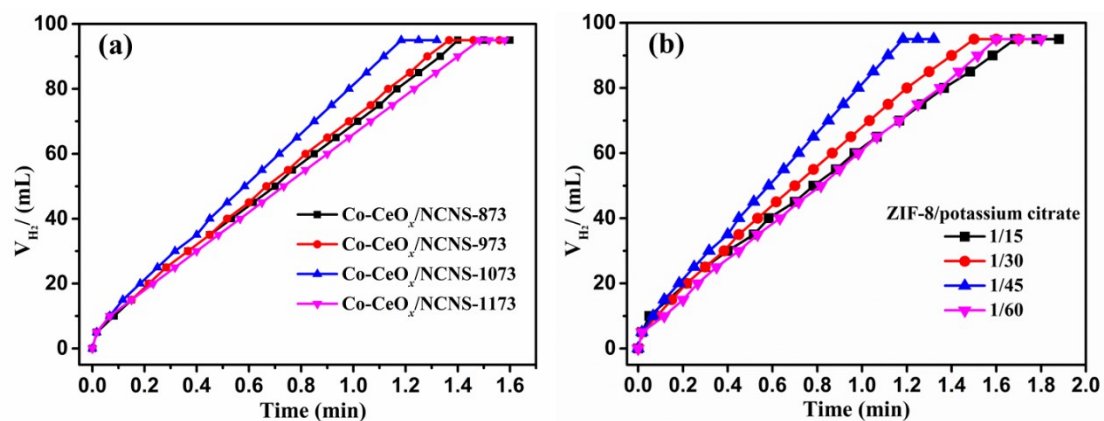 (a)
V_H₂/ (mL)
100
80
60
40
20
0
Co-CeOₓ/NCNS-873
Co-CeOₓ/NCNS-973
Co-CeOₓ/NCNS-1073
Co-CeOₓ/NCNS-1173
0.0 0.2 0.4 0.6 0.8 1.0 1.2 1.4 1.6
Time (min)
(b)
V_H₂/ (mL)
100
80
60
40
20
0
ZIF-8/potassium citrate
1/15
1/30
1/45
1/60
0.0 0.2 0.4 0.6 0.8 1.0 1.2 1.4 1.6 1.8 2.0
Time (min)